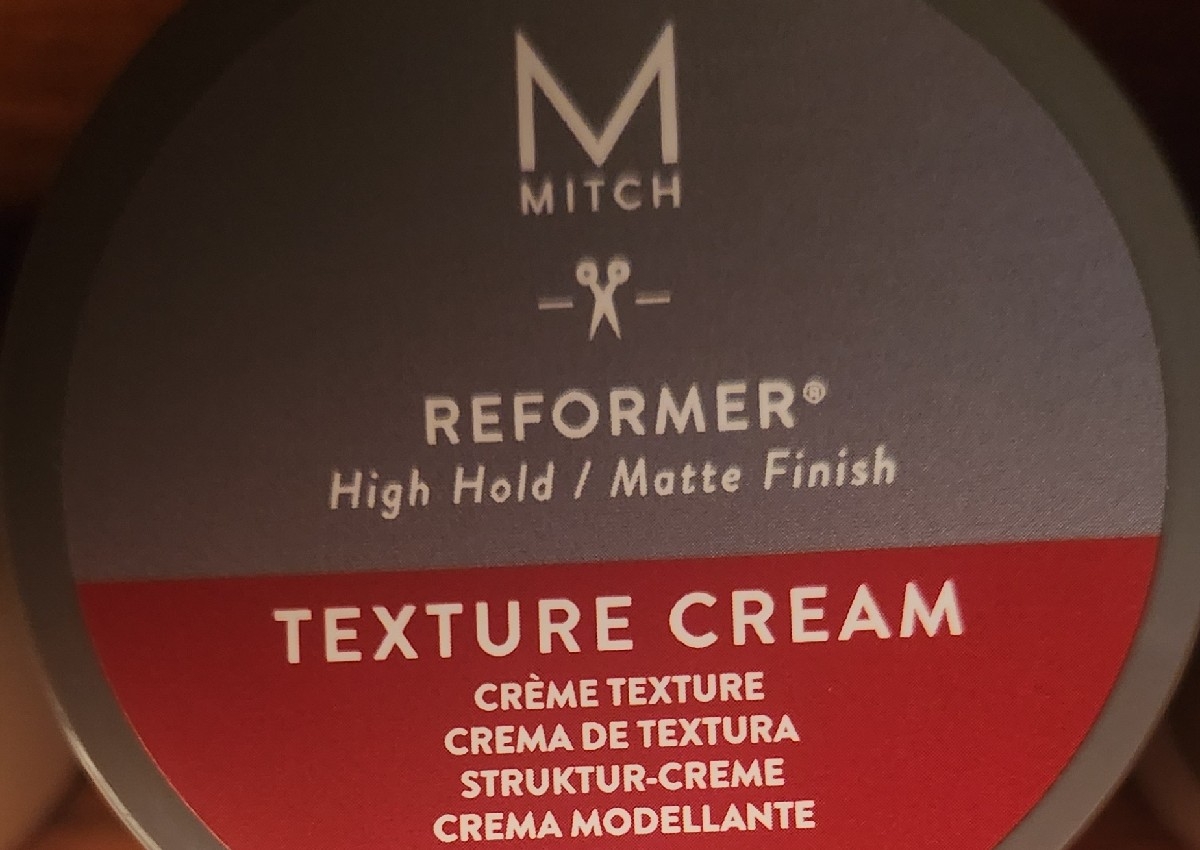 M
MITCH
REFORMER®
High Hold / Matte Finish
TEXTURE CREAM
CRÈME TEXTURE
CREMA DE TEXTURA
STRUKTUR-CREME
CREMA MODELLANTE